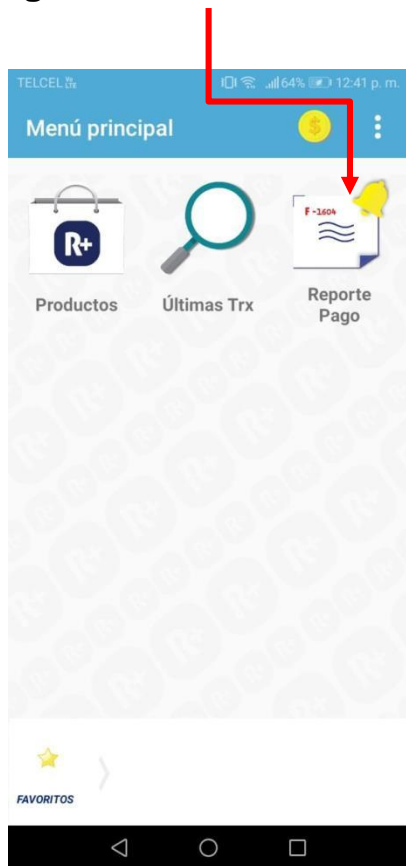 g
TELCEL
64% 12:41 p. m.
Menú principal
$
R+
F-1604
Productos
Últimas Trx
Reporte
Pago
FAVORITOS